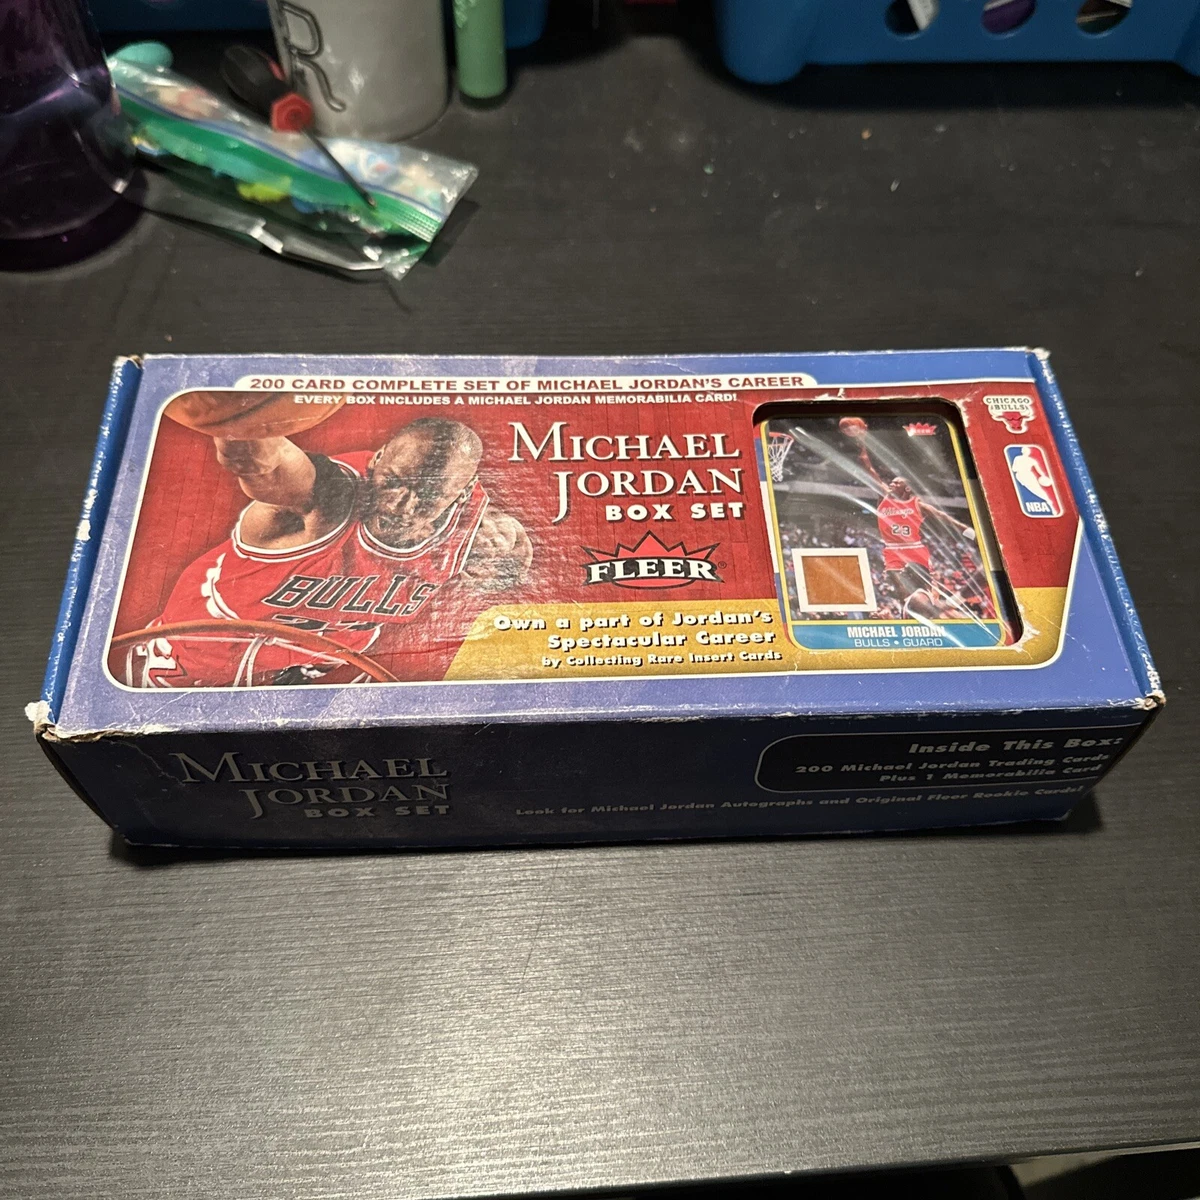 R
200 CARD COMPLETE SET OF MICHAEL JORDAN'S CAREER
EVERY BOX INCLUDES A MICHAEL JORDAN MEMORABILIA CARD!
MICHAEL
JORDAN
BOX SET
FLEER®
Own a part of Jordan's
Spectacular Career
by Collecting Rare Insert Cards
BULLS
FLEER
Chicago
23
MICHAEL JORDAN
BULLS • GUARD
CHICAGO
BULLS
NBA
MICHAEL
JORDAN
BOX SET
Inside This Box:
200 Michael Jordan Trading Cards
Plus 1 Memorabilia Card
Look for Michael Jordan Autographs and Original Fleer Rookie Cards!